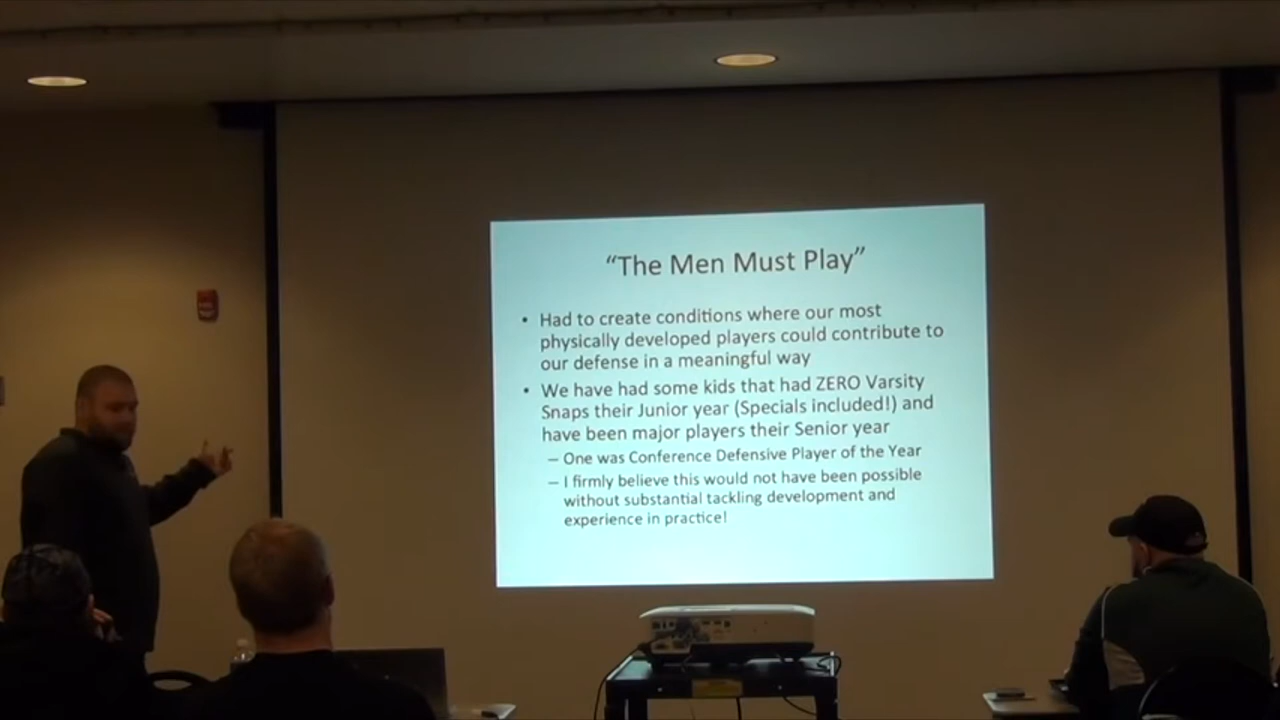 “The Men Must Play”
• Had to create conditions where our most
physically developed players could contribute to
our defense in a meaningful way
• We have had some kids that had ZERO Varsity
Snaps their Junior year (Specials included!) and
have been major players their Senior year
– One was Conference Defensive Player of the Year
– I firmly believe this would not have been possible
without substantial tackling development and
experience in practice!